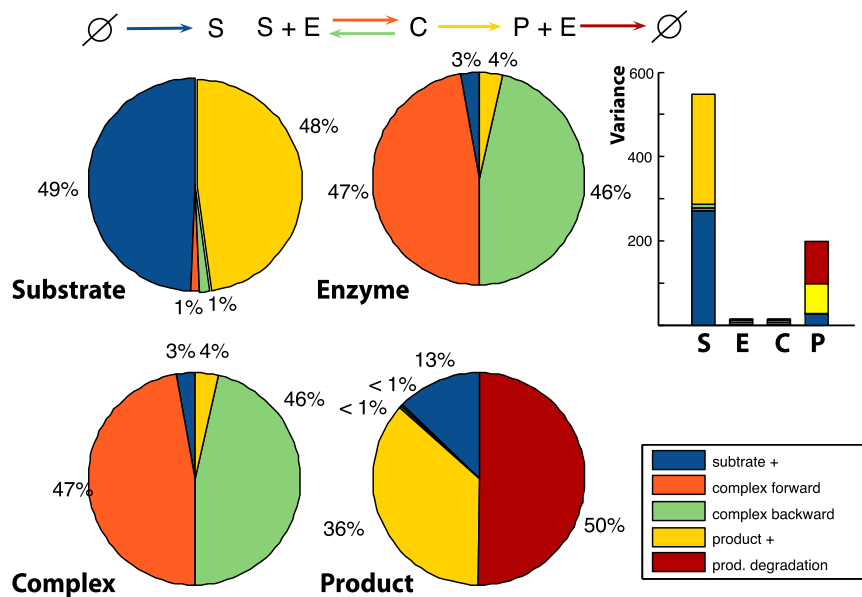 ∅ → S   S + E ⇄ C → P + E → ∅
3% 4%
48%
49%
1% 1%
Substrate
47%
46%
Enzyme
Variance
600
400
200
S E C P
3% 4%
46%
47%
Complex
13%
< 1%
< 1%
36%
50%
Product
subtrate +
complex forward
complex backward
product +
prod. degradation